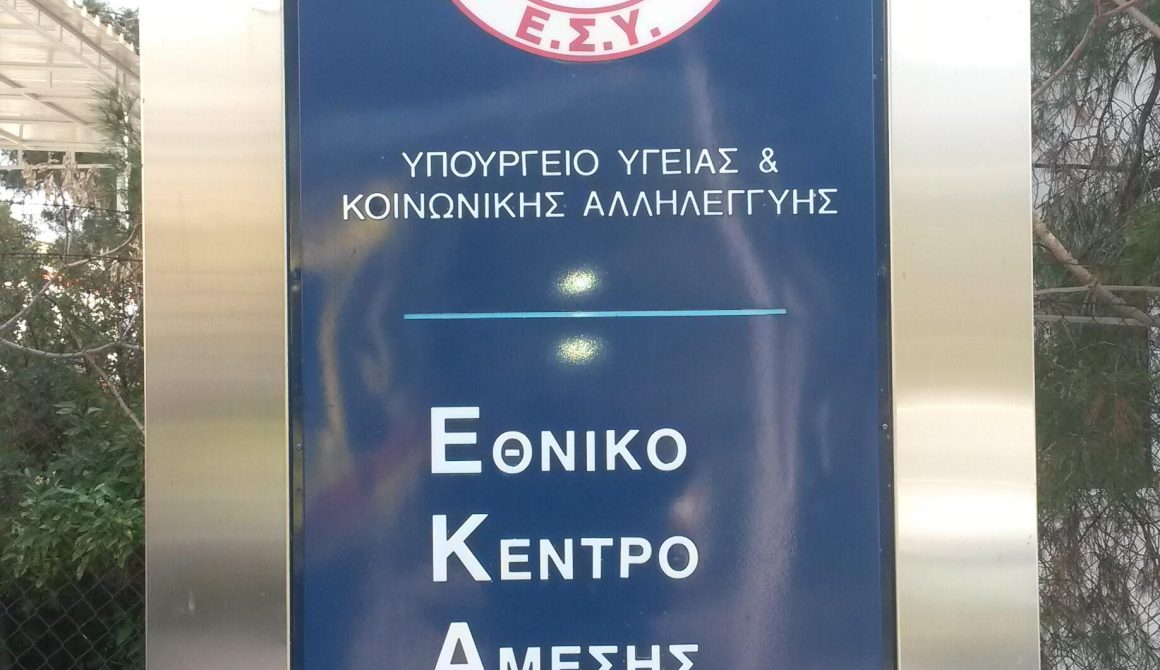 Ε.Σ.Υ.
ΥΠΟΥΡΓΕΙΟ ΥΓΕΙΑΣ &
ΚΟΙΝΩΝΙΚΗΣ ΑΛΛΗΛΕΓΓΥΗΣ
ΕΘΝΙΚΟ
ΚΕΝΤΡΟ
ΑΜΕΣΗΣ